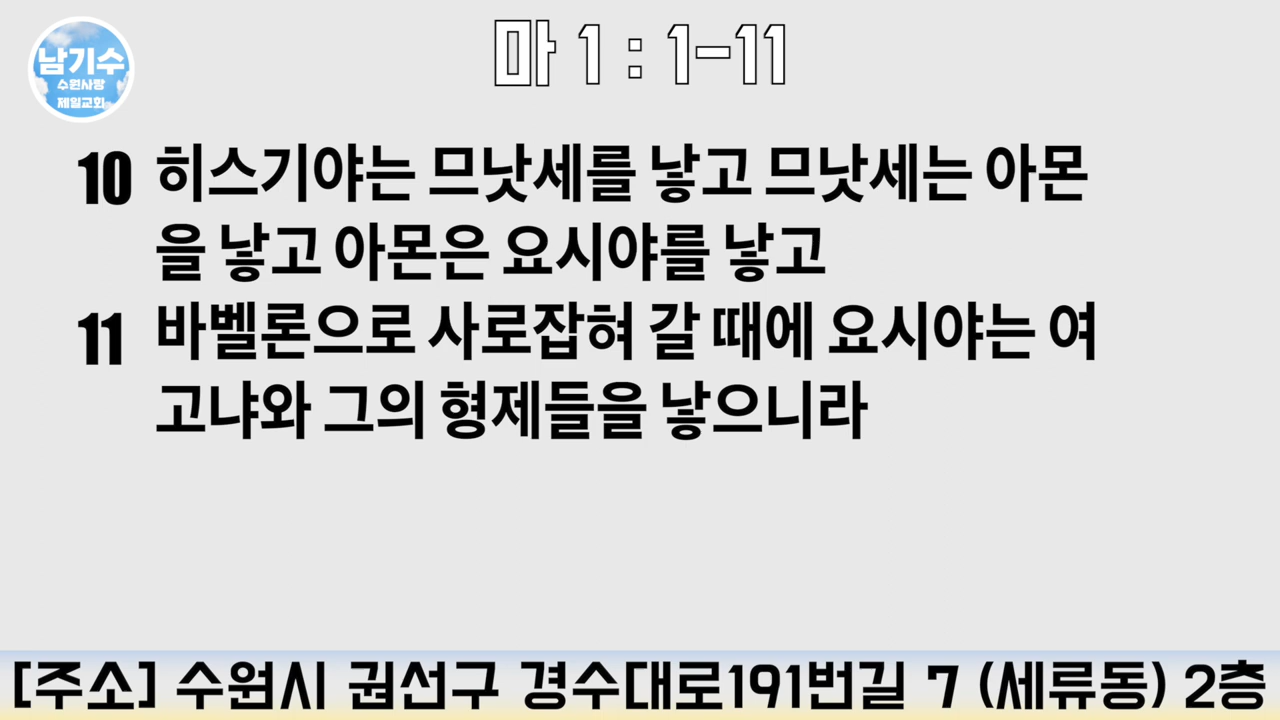 남기수
수원사랑
제일교회
마 1 : 1-11
10 히스기야는 므낫세를 낳고 므낫세는 아몬
을 낳고 아몬은 요시야를 낳고
11 바벨론으로 사로잡혀 갈 때에 요시야는 여
고냐와 그의 형제들을 낳으니라
[주소] 수원시 권선구 경수대로191번길 7 (세류동) 2층